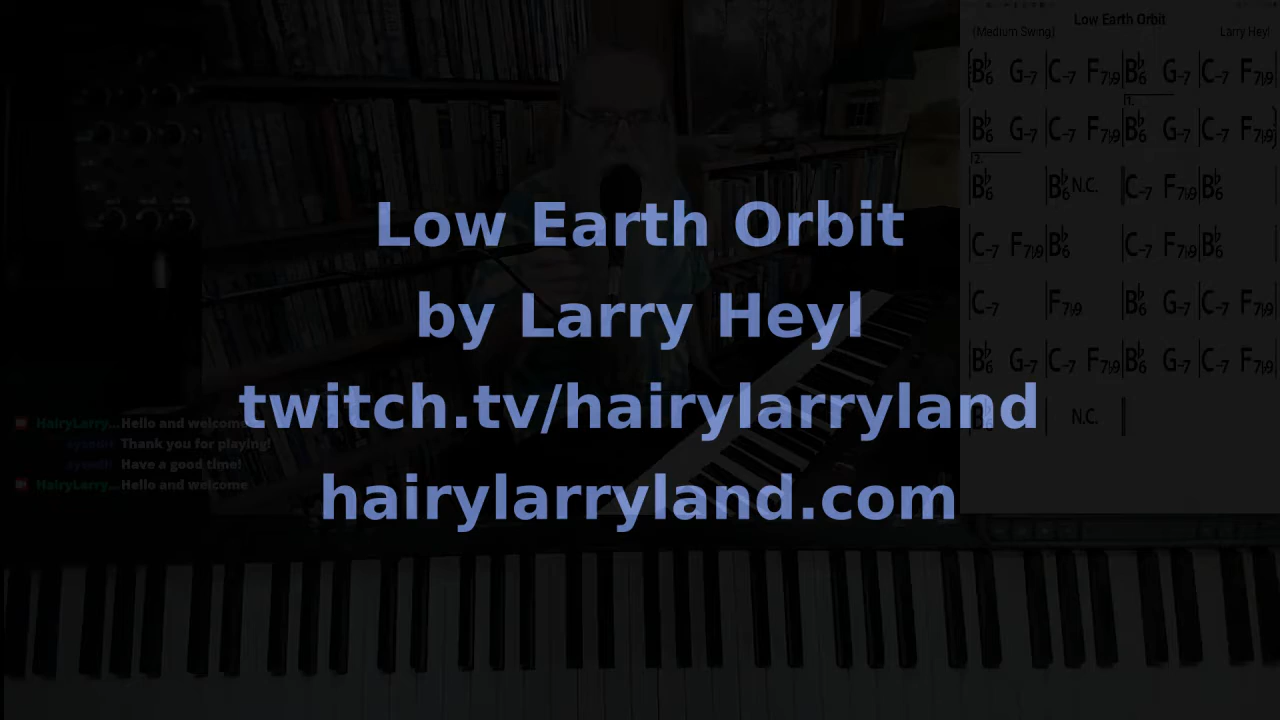 Low Earth Orbit
(Medium Swing) Larry Heyl
B♭6 G-7 C-7 F7♭9 B♭6 G-7 C-7 F7♭9
1.
B♭6 G-7 C-7 F7♭9 B♭6 G-7 C-7 F7♭9
2.
B♭6 B♭6 N.C. C-7 F7♭9 B♭6
C-7 F7♭9 B♭6 C-7 F7♭9 B♭6
C-7 F7♭9 B♭6 G-7 C-7 F7♭9
B♭6 G-7 C-7 F7♭9 B♭6 G-7 C-7 F7♭9
B♭6 N.C.
Low Earth Orbit
by Larry Heyl
twitch.tv/hairylarryland
hairylarryland.com
HairyLarry... Hello and welcome
Thank you for playing!
Have a good time!
HairyLarry... Hello and welcome